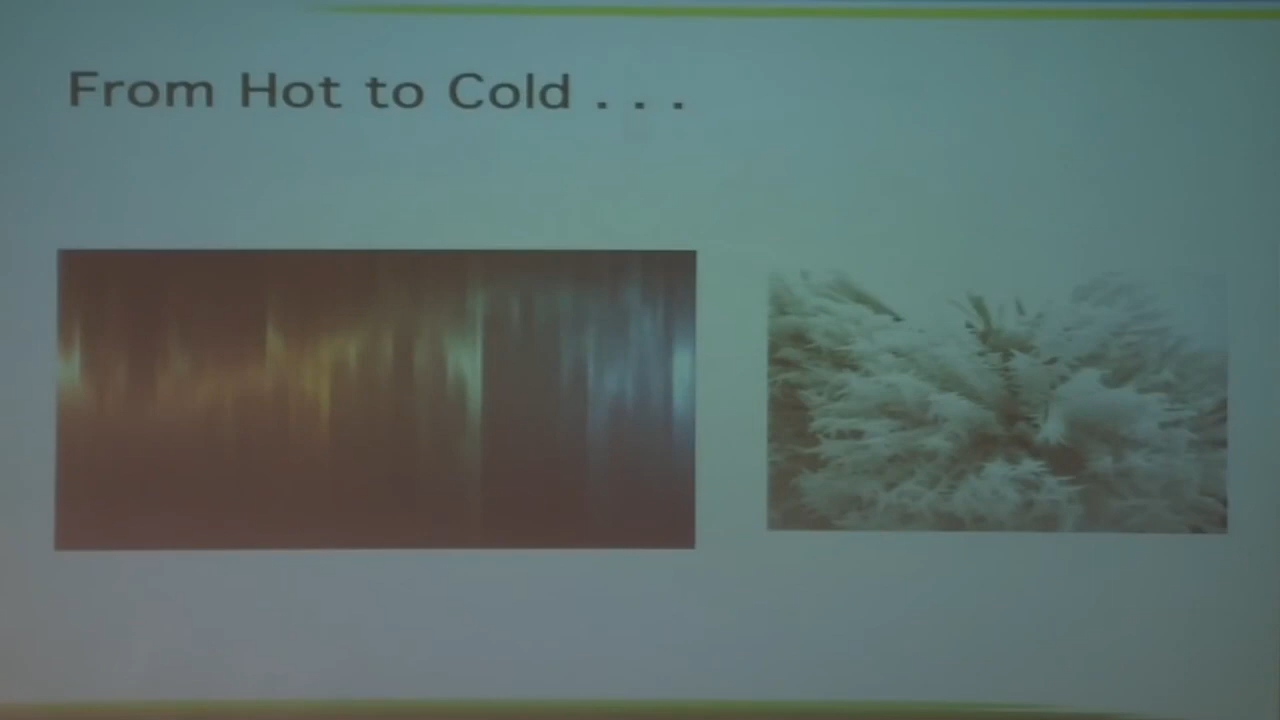 From Hot to Cold . . .